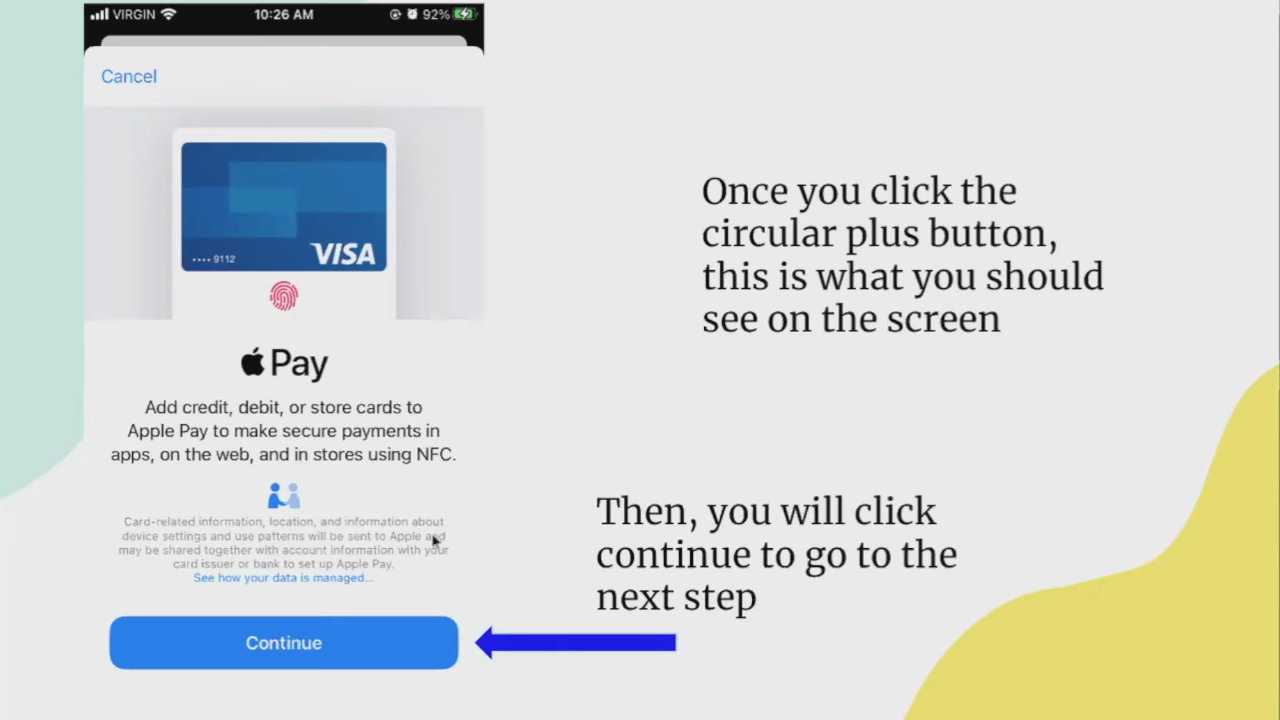 VIRGIN 10:26 AM 92%
Cancel
VISA
•••• 9112
Pay
Add credit, debit, or store cards to
Apple Pay to make secure payments in
apps, on the web, and in stores using NFC.
Card-related information, location, and information about
device settings and use patterns will be sent to Apple and
may be shared together with account information with your
card issuer or bank to set up Apple Pay.
See how your data is managed...
Continue
Once you click the
circular plus button,
this is what you should
see on the screen
Then, you will click
continue to go to the
next step